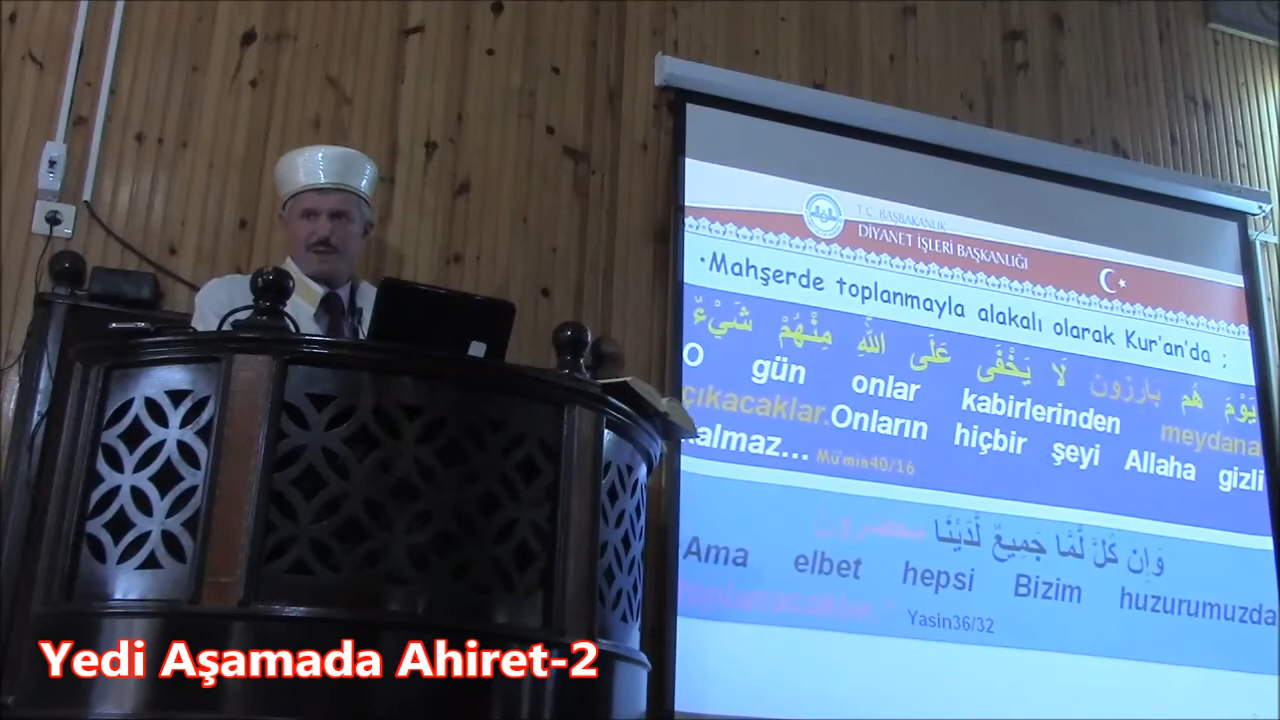 T.C. BAŞBAKANLIK
DİYANET İŞLERİ BAŞKANLIĞI
•Mahşerde toplanmayla alakalı olarak Kur'an'da ;
يَوْمَ هُم بَارِزُونَ لَا يَخْفَى عَلَى اللَّهِ مِنْهُمْ شَيْءٌ
O gün onlar kabirlerinden meydana
çıkacaklar.Onların hiçbir şeyi Allaha gizli
kalmaz... Mü'min40/16
وَإِن كُلٌّ لَّمَّا جَمِيعٌ لَّدَيْنَا
Ama elbet hepsi Bizim huzurumuzda
Yasin36/32
Yedi Aşamada Ahiret-2